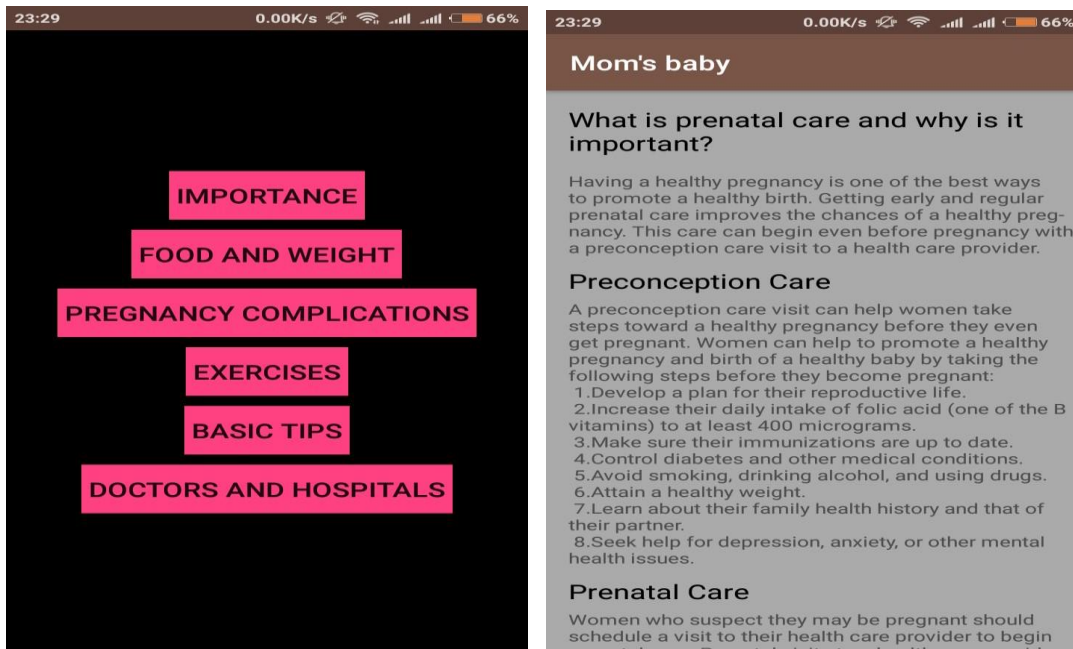 23:29 0.00K/s 66%
IMPORTANCE
FOOD AND WEIGHT
PREGNANCY COMPLICATIONS
EXERCISES
BASIC TIPS
DOCTORS AND HOSPITALS
23:29 0.00K/s 66%
Mom's baby
What is prenatal care and why is it
important?
Having a healthy pregnancy is one of the best ways
to promote a healthy birth. Getting early and regular
prenatal care improves the chances of a healthy preg-
nancy. This care can begin even before pregnancy with
a preconception care visit to a health care provider.
Preconception Care
A preconception care visit can help women take
steps toward a healthy pregnancy before they even
get pregnant. Women can help to promote a healthy
pregnancy and birth of a healthy baby by taking the
following steps before they become pregnant:
1.Develop a plan for their reproductive life.
2.Increase their daily intake of folic acid (one of the B
vitamins) to at least 400 micrograms.
3.Make sure their immunizations are up to date.
4.Control diabetes and other medical conditions.
5.Avoid smoking, drinking alcohol, and using drugs.
6.Attain a healthy weight.
7.Learn about their family health history and that of
their partner.
8.Seek help for depression, anxiety, or other mental
health issues.
Prenatal Care
Women who suspect they may be pregnant should
schedule a visit to their health care provider to begin